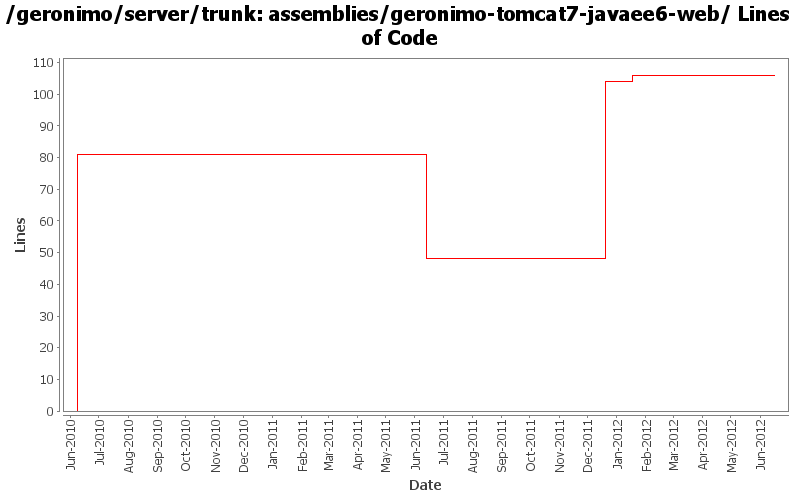 /geronimo/server/trunk: assemblies/geronimo-tomcat7-javaee6-web/ Lines
of Code
110
100
90
80
70
60
50
40
30
20
10
0
Lines
Jun-2010
Jul-2010
Aug-2010
Sep-2010
Oct-2010
Nov-2010
Dec-2010
Jan-2011
Feb-2011
Mar-2011
Apr-2011
May-2011
Jun-2011
Jul-2011
Aug-2011
Sep-2011
Oct-2011
Nov-2011
Dec-2011
Jan-2012
Feb-2012
Mar-2012
Apr-2012
May-2012
Jun-2012
Date